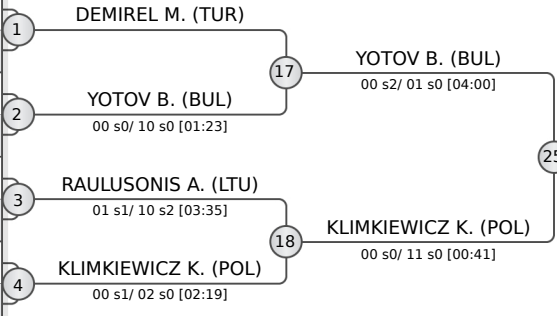 DEMIREL M. (TUR)
1
YOTOV B. (BUL)
17
00 s2/ 01 s0 [04:00]
YOTOV B. (BUL)
2
00 s0/ 10 s0 [01:23]
25
RAULUSONIS A. (LTU)
3
01 s1/ 10 s2 [03:35]
KLIMKIEWICZ K. (POL)
18
00 s0/ 11 s0 [00:41]
KLIMKIEWICZ K. (POL)
4
00 s1/ 02 s0 [02:19]